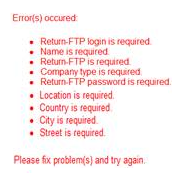 Error(s) occured:
• Return-FTP login is required.
• Name is required.
• Return-FTP is required.
• Company type is required.
• Return-FTP password is required.
• Location is required.
• Country is required.
• City is required.
• Street is required.
Please fix problem(s) and try again.